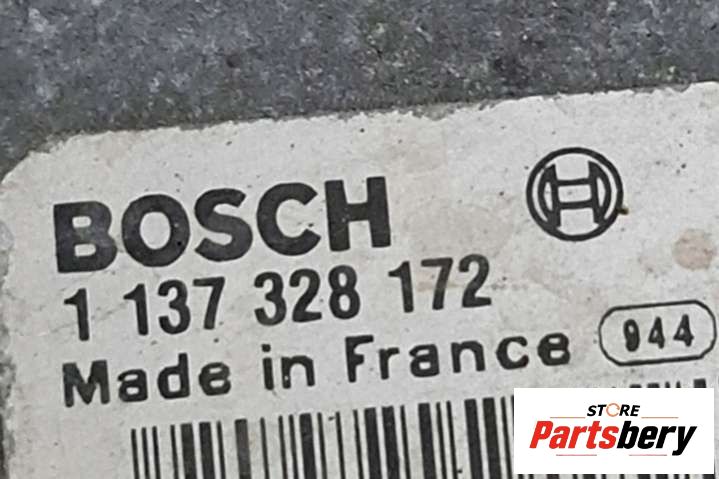 BOSCH
1 137 328 172
Made in France
944
STORE
Partsbery